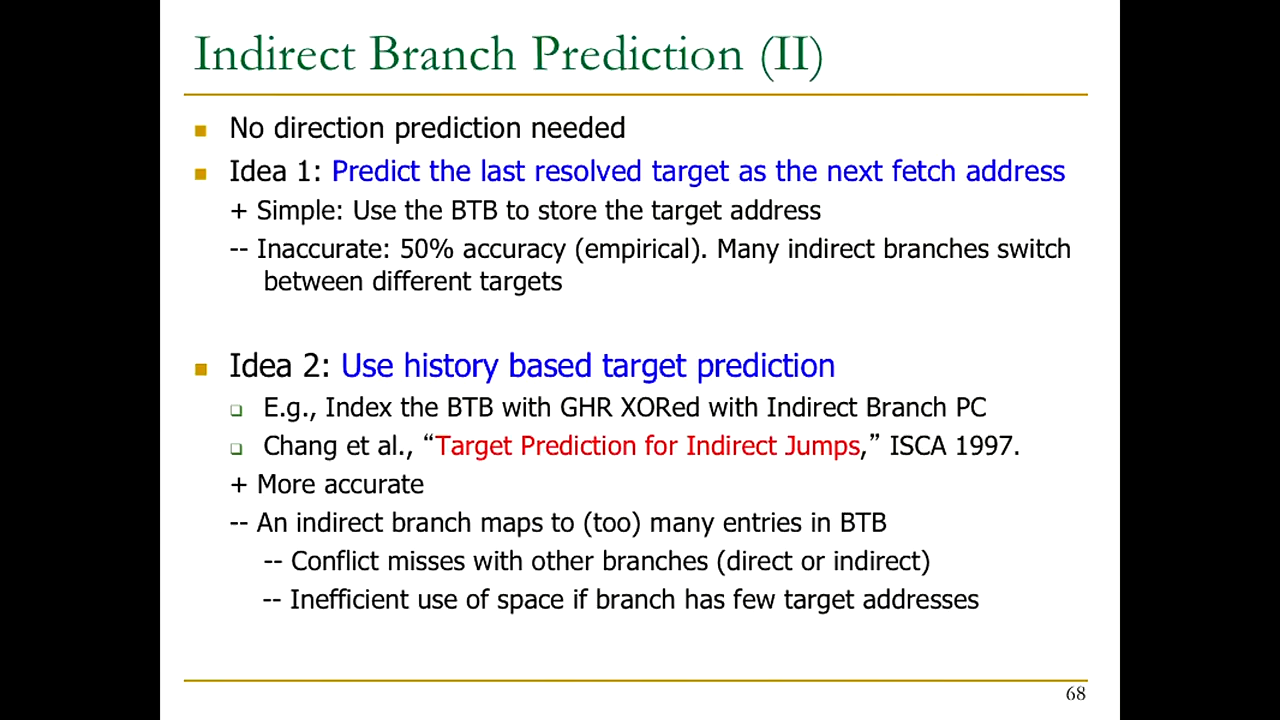 Indirect Branch Prediction (II)
No direction prediction needed
Idea 1: Predict the last resolved target as the next fetch address
+ Simple: Use the BTB to store the target address
-- Inaccurate: 50% accuracy (empirical). Many indirect branches switch
between different targets
Idea 2: Use history based target prediction
E.g., Index the BTB with GHR XORed with Indirect Branch PC
Chang et al., “Target Prediction for Indirect Jumps,” ISCA 1997.
+ More accurate
-- An indirect branch maps to (too) many entries in BTB
-- Conflict misses with other branches (direct or indirect)
-- Inefficient use of space if branch has few target addresses
68